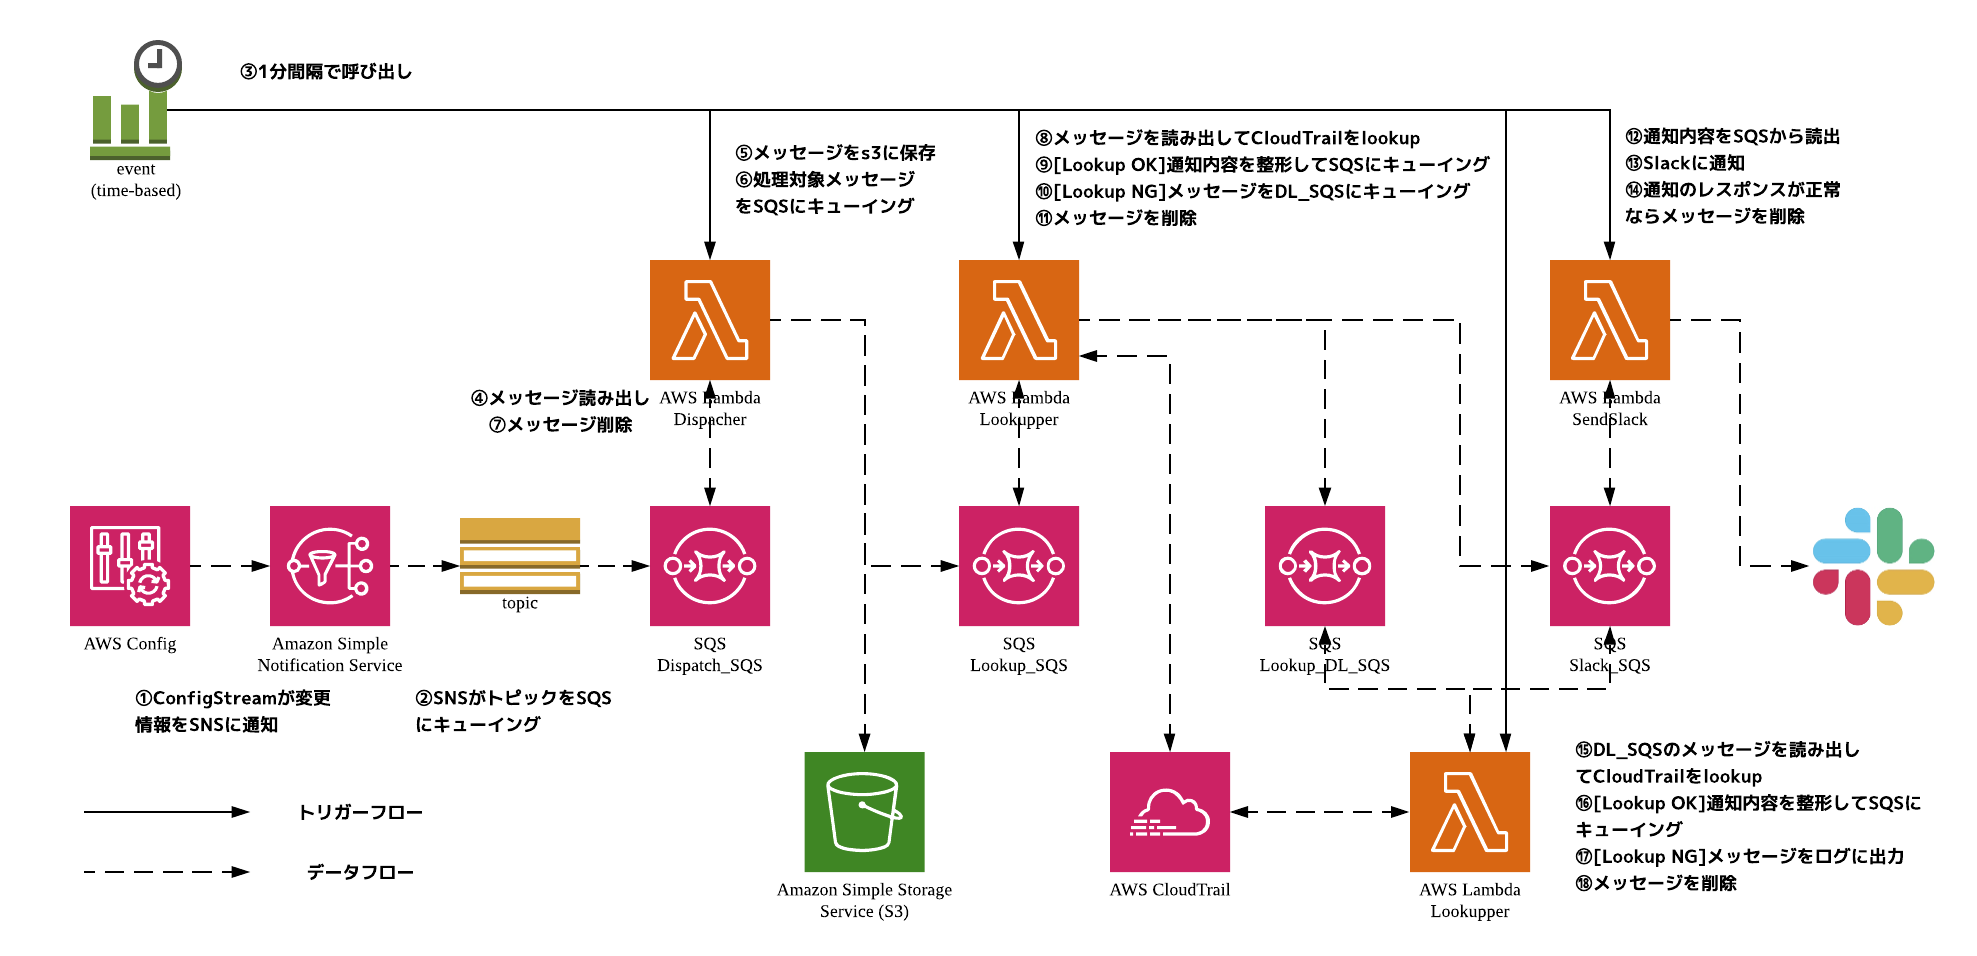 ③1分間隔で呼び出し
event
(time-based)
⑤メッセージをs3に保存
⑥処理対象メッセージ
をSQSにキューイング
⑧メッセージを読み出してCloudTrailをlookup
⑨[Lookup OK]通知内容を整形してSQSにキューイング
⑩[Lookup NG]メッセージをDL_SQSにキューイング
⑪メッセージを削除
⑫通知内容をSQSから読出
⑬Slackに通知
⑭通知のレスポンスが正常
ならメッセージを削除
④メッセージ読み出し
⑦メッセージ削除
AWS Lambda
Dispacher
AWS Lambda
Lookupper
AWS Lambda
SendSlack
AWS Config
Amazon Simple
Notification Service
topic
SQS
Dispatch_SQS
SQS
Lookup_SQS
SQS
Lookup_DL_SQS
SQS
Slack_SQS
①ConfigStreamが変更
情報をSNSに通知
②SNSがトピックをSQS
にキューイング
トリガーフロー
データフロー
Amazon Simple Storage
Service (S3)
AWS CloudTrail
AWS Lambda
Lookupper
⑮DL_SQSのメッセージを読み出し
てCloudTrailをlookup
⑯[Lookup OK]通知内容を整形してSQSに
キューイング
⑰[Lookup NG]メッセージをログに出力
⑱メッセージを削除